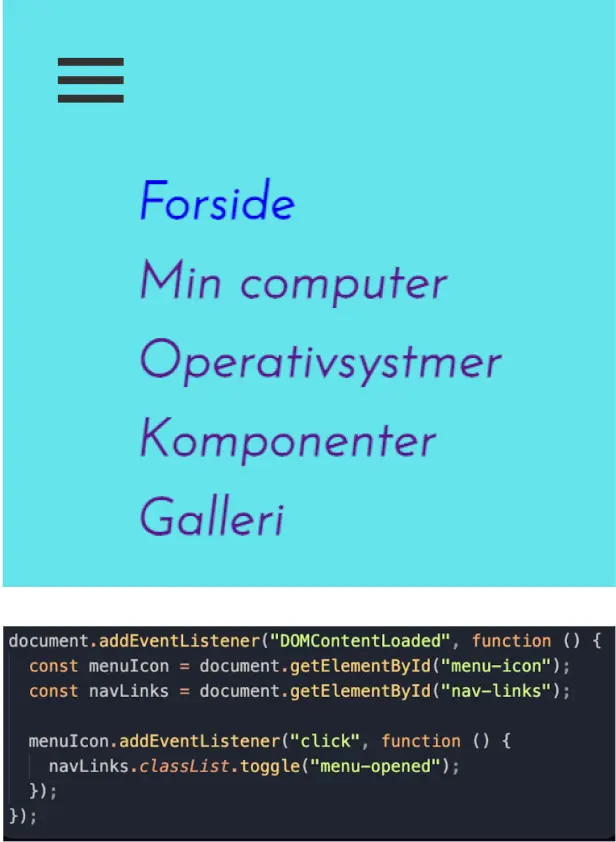 Forside
Min computer
Operativsystmer
Komponenter
Galleri
document.addEventListener("DOMContentLoaded", function () {
  const menuIcon = document.getElementById("menu-icon");
  const navLinks = document.getElementById("nav-links");

  menuIcon.addEventListener("click", function () {
    navLinks.classList.toggle("menu-opened");
  });
});